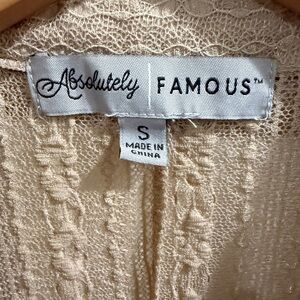 Absolutely | FAMOUS™
S
MADE IN
CHINA